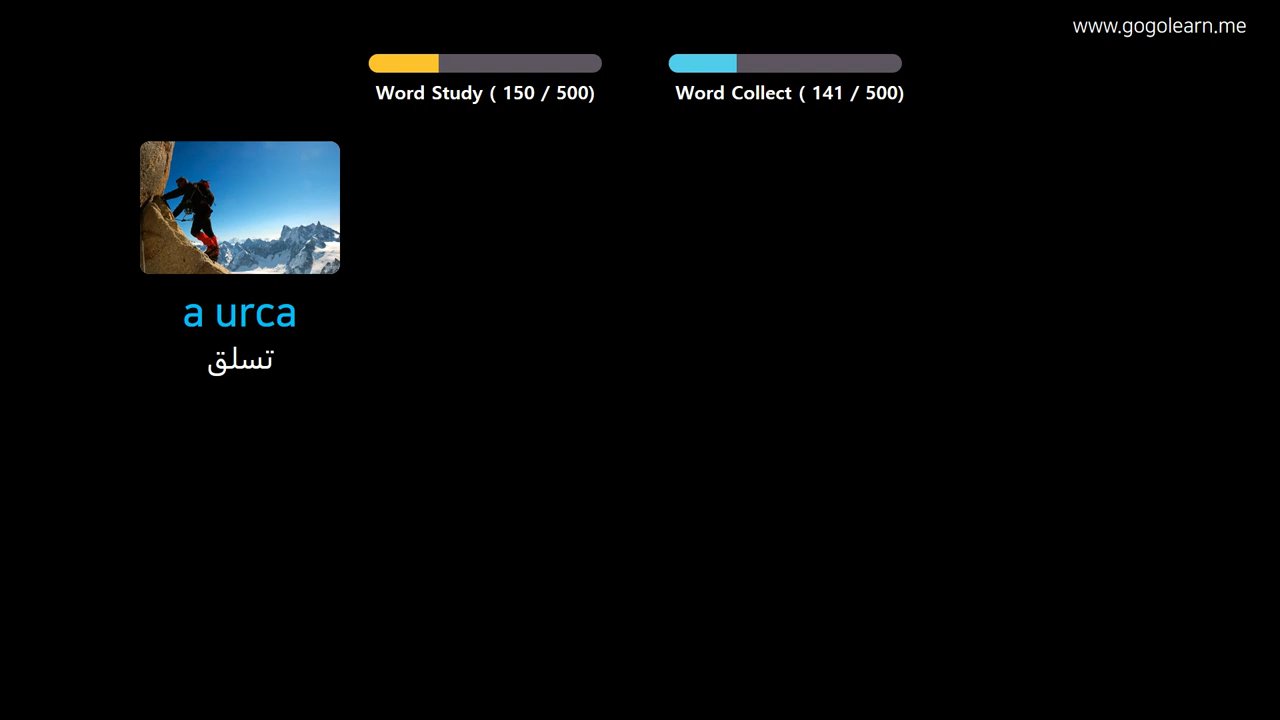 www.gogolearn.me
Word Study ( 150 / 500)
Word Collect ( 141 / 500)
a urca
تسلق